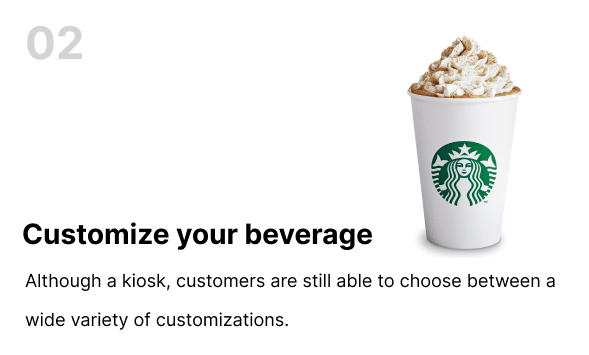 02
Customize your beverage
Although a kiosk, customers are still able to choose between a
wide variety of customizations.